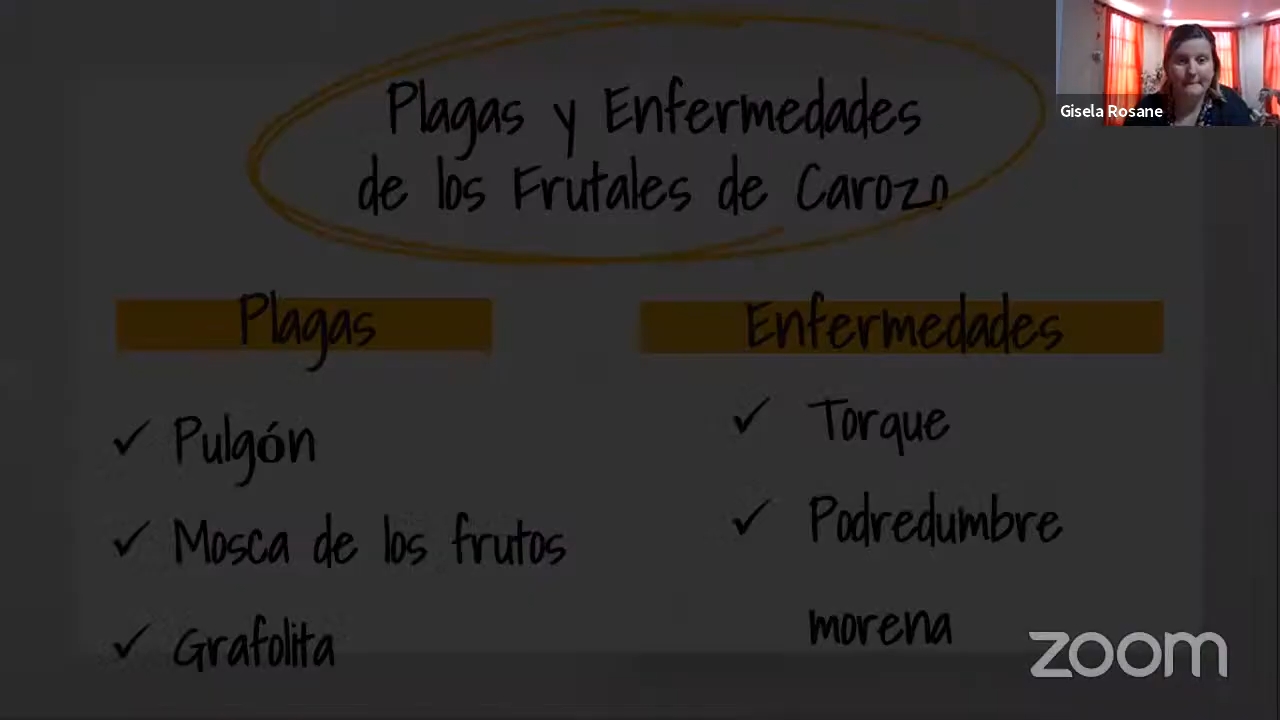 Plagas y Enfermedades
de los Frutales de Carozo
Gisela Rosane
Plagas
Enfermedades
✓ Pulgón
✓ Mosca de los frutos
✓ Grafolita
✓ Torque
✓ Podredumbre
morena
zoom